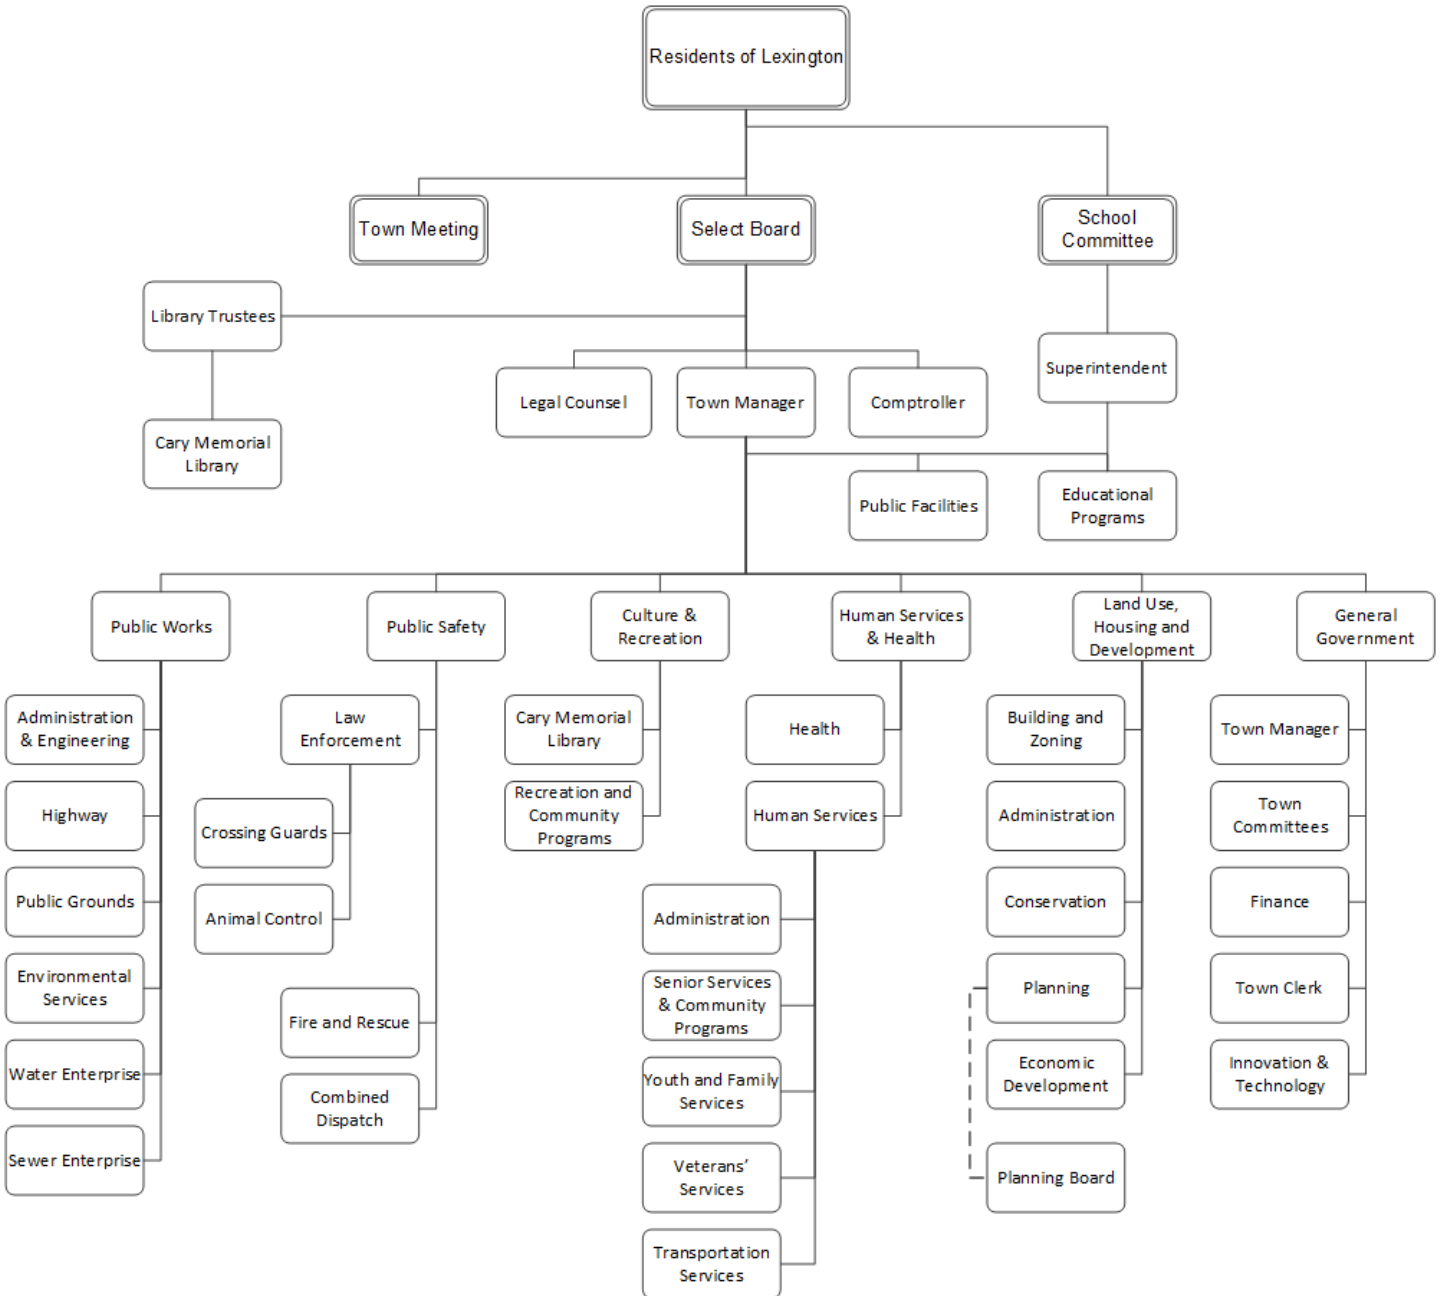 Residents of Lexington
Town Meeting
Select Board
School
Committee
Library Trustees
Superintendent
Legal Counsel
Town Manager
Comptroller
Cary Memorial
Library
Public Facilities
Educational
Programs
Public Works
Public Safety
Culture &
Recreation
Human Services
& Health
Land Use,
Housing and
Development
General
Government
Administration
& Engineering
Highway
Public Grounds
Environmental
Services
Water Enterprise
Sewer Enterprise
Law
Enforcement
Crossing Guards
Animal Control
Fire and Rescue
Combined
Dispatch
Cary Memorial
Library
Recreation and
Community
Programs
Health
Human Services
Administration
Senior Services
& Community
Programs
Youth and Family
Services
Veterans’
Services
Transportation
Services
Building and
Zoning
Administration
Conservation
Planning
Economic
Development
Planning Board
Town Manager
Town
Committees
Finance
Town Clerk
Innovation &
Technology